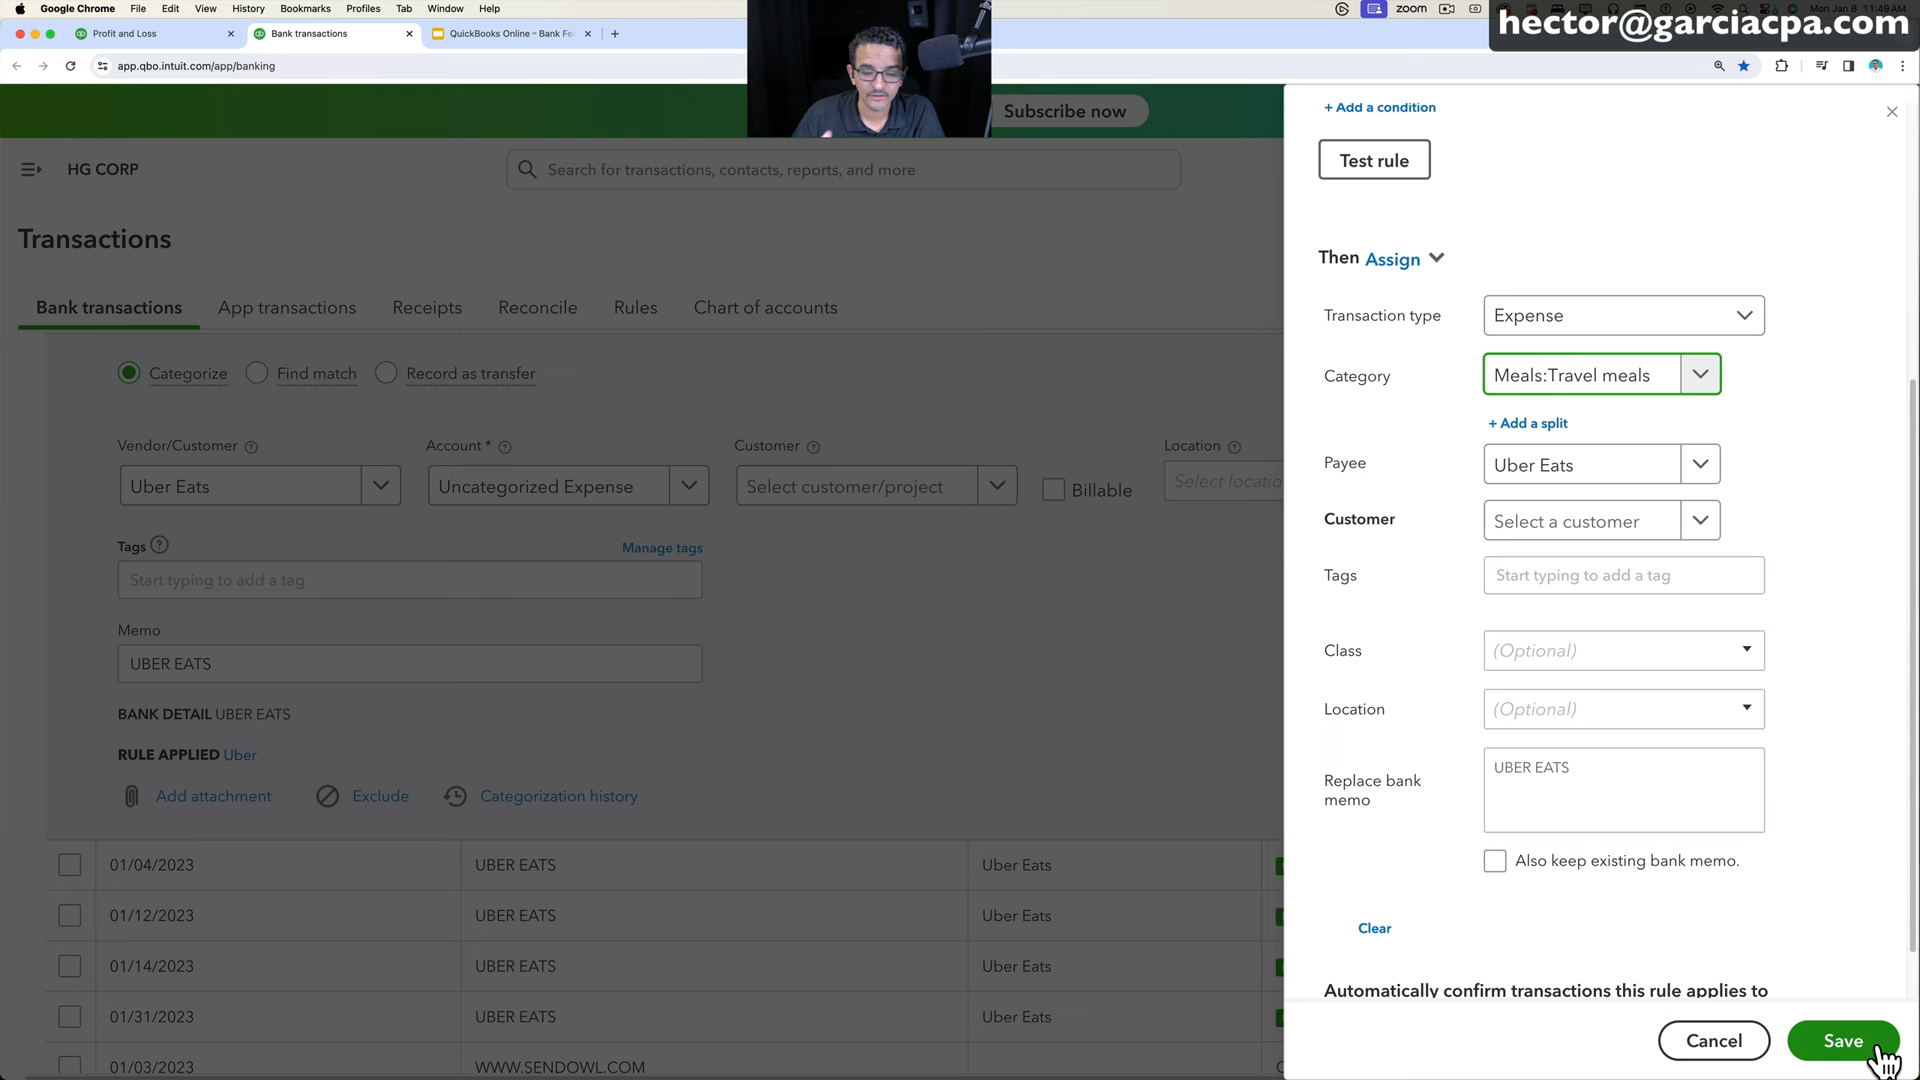 Google Chrome File Edit View History Bookmarks Profiles Tab Window Help
zoom
Mon Jan 8 11:49 AM
hector@garciacpa.com
Profit and Loss
Bank transactions
QuickBooks Online - Bank Fe
app.qbo.intuit.com/app/banking
Subscribe now
HG CORP
Search for transactions, contacts, reports, and more
Transactions
Bank transactions App transactions Receipts Reconcile Rules Chart of accounts
Categorize Find match Record as transfer
Vendor/Customer Account * Customer Location
Uber Eats Uncategorized Expense Select customer/project Billable Select locatio
Tags Manage tags
Start typing to add a tag
Memo
UBER EATS
BANK DETAIL UBER EATS
RULE APPLIED Uber
Add attachment Exclude Categorization history
01/04/2023 UBER EATS Uber Eats
01/12/2023 UBER EATS Uber Eats
01/14/2023 UBER EATS Uber Eats
01/31/2023 UBER EATS Uber Eats
01/03/2023 WWW.SENDOWL.COM
+ Add a condition
Test rule
Then Assign
Transaction type Expense
Category Meals:Travel meals
+ Add a split
Payee Uber Eats
Customer Select a customer
Tags Start typing to add a tag
Class (Optional)
Location (Optional)
Replace bank
memo
UBER EATS
Also keep existing bank memo.
Clear
Automatically confirm transactions this rule applies to
Cancel Save